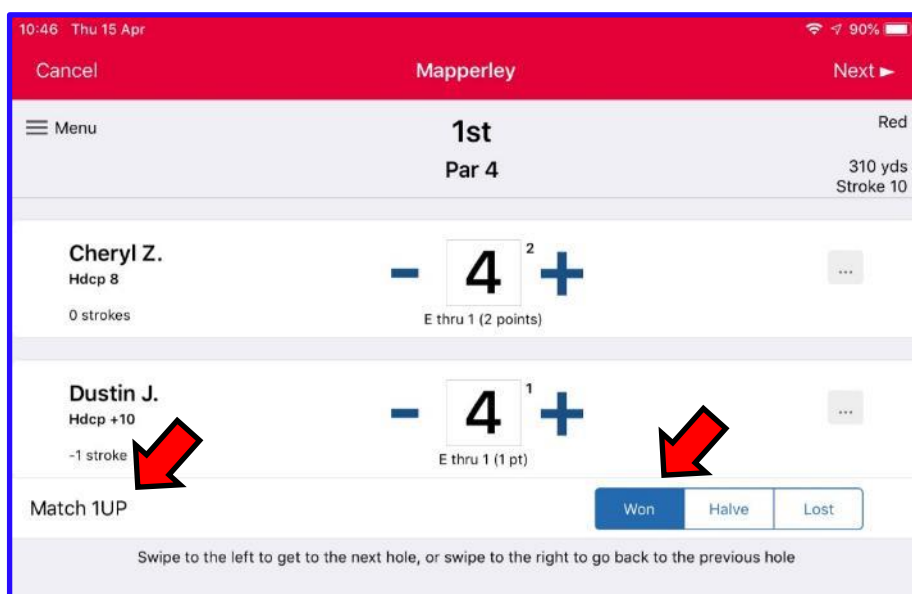 10:46 Thu 15 Apr 90%
Cancel Mapperley Next ►
Menu 1st Red
Par 4 310 yds
Stroke 10
Cheryl Z. − 4 2 +
Hdcp 8 ...
0 strokes E thru 1 (2 points)
Dustin J. − 4 1 +
Hdcp +10 ...
-1 stroke E thru 1 (1 pt)
Match 1UP Won Halve Lost
Swipe to the left to get to the next hole, or swipe to the right to go back to the previous hole